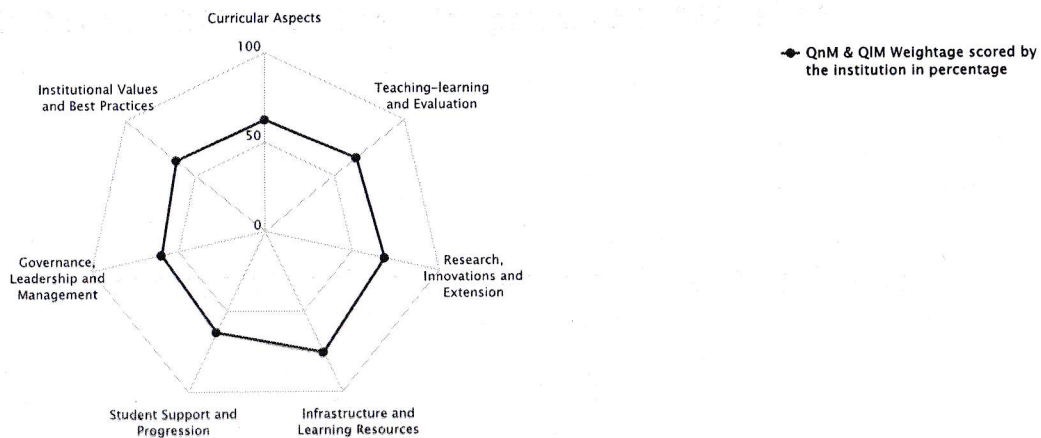 Curricular Aspects
100
Institutional Values
and Best Practices
Teaching-learning
and Evaluation
50
0
Governance,
Leadership and
Management
Research,
Innovations and
Extension
Student Support and
Progression
Infrastructure and
Learning Resources
QnM & QlM Weightage scored by
the institution in percentage